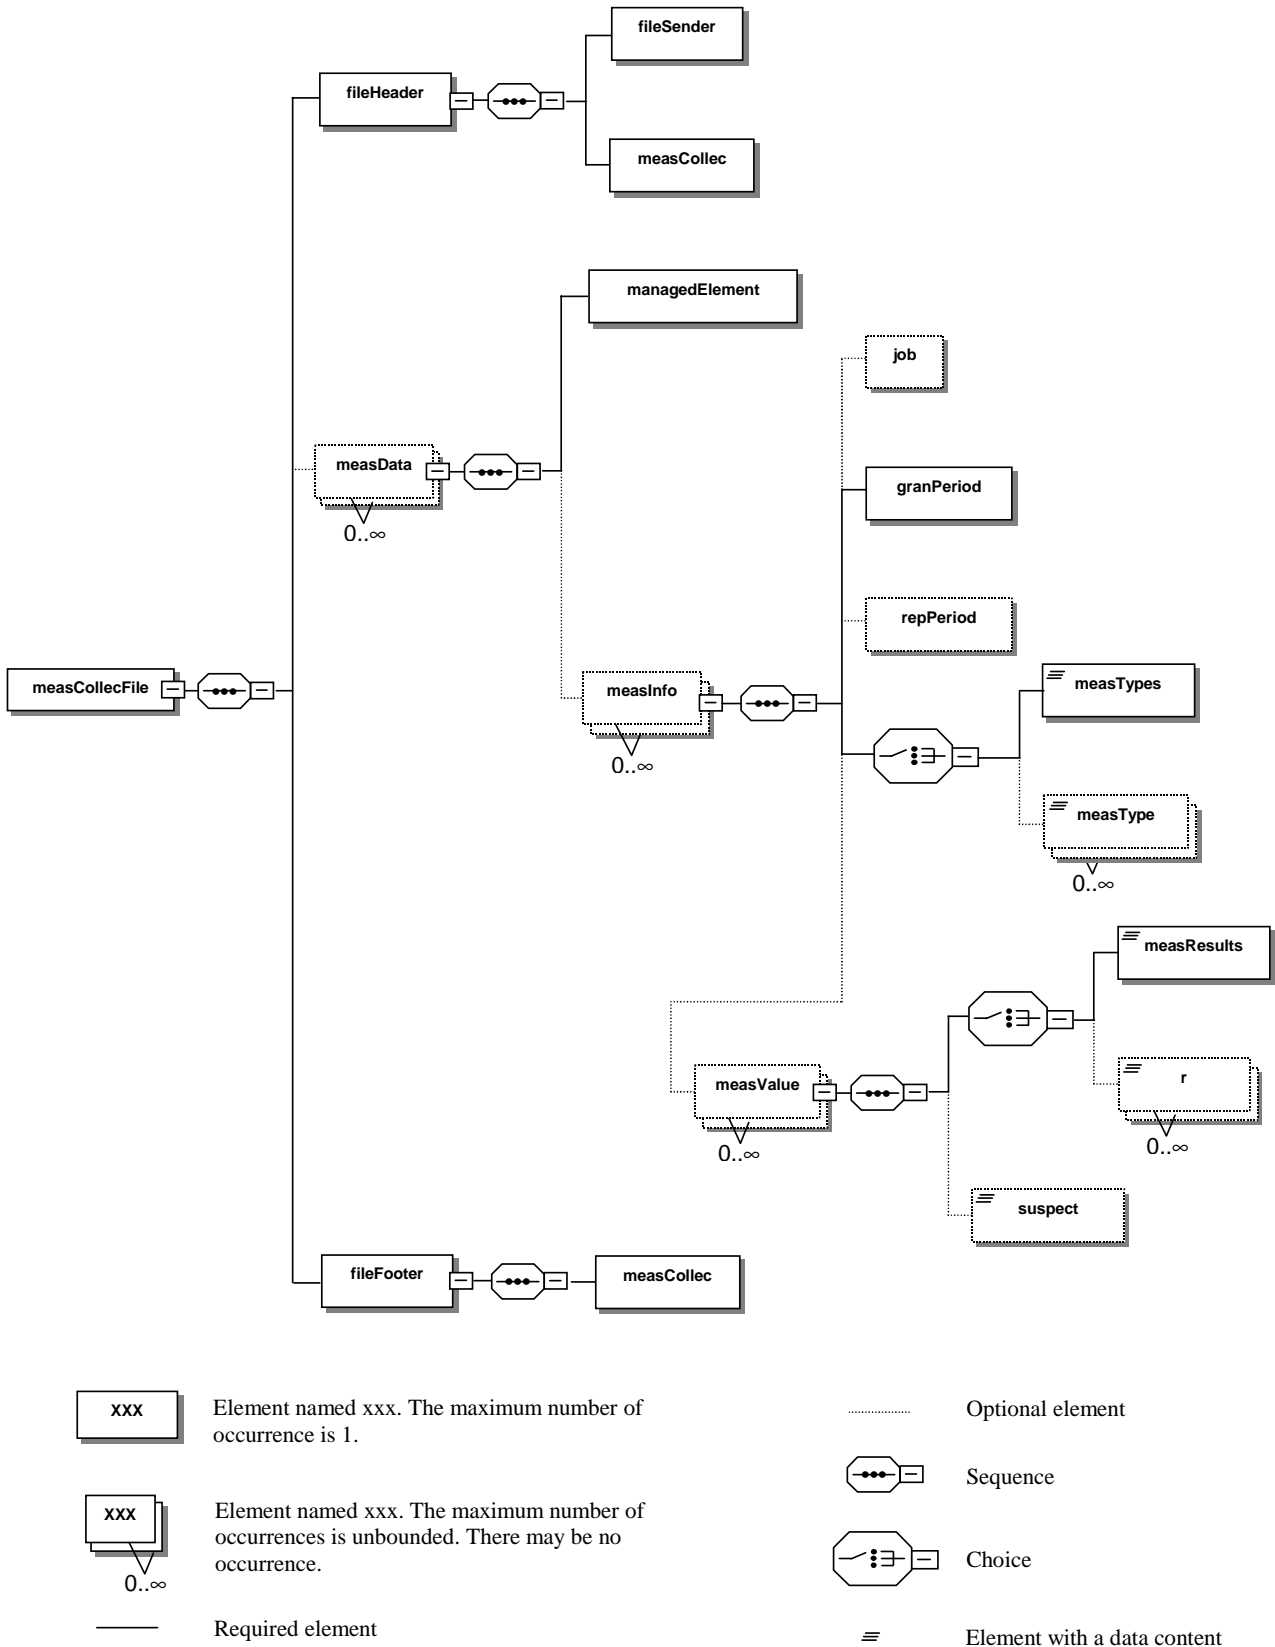 fileSender
fileHeader
measCollec
managedElement
job
measData
0..∞
granPeriod
repPeriod
measCollecFile
measInfo
0..∞
measTypes
measType
0..∞
measResults
measValue
0..∞
r
0..∞
suspect
fileFooter
measCollec
XXX
Element named xxx. The maximum number of
occurrence is 1.
XXX
0..∞
Element named xxx. The maximum number of
occurrences is unbounded. There may be no
occurrence.
Required element
Optional element
Sequence
Choice
Element with a data content